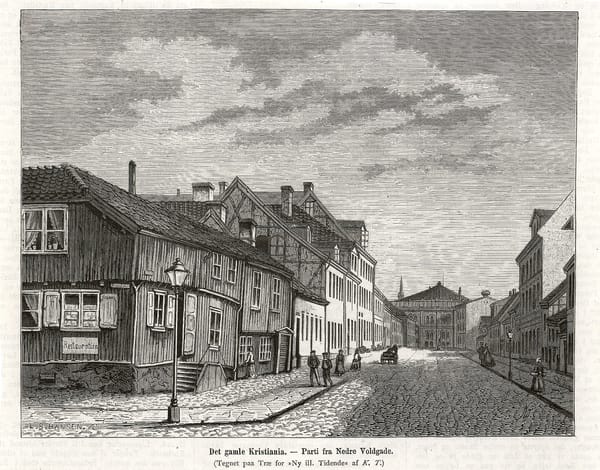 Restauration
Det gamle Kristiania. — Parti fra Nedre Voldgade.
(Tegnet paa Træ for »Ny ill. Tidende« af K. T.)